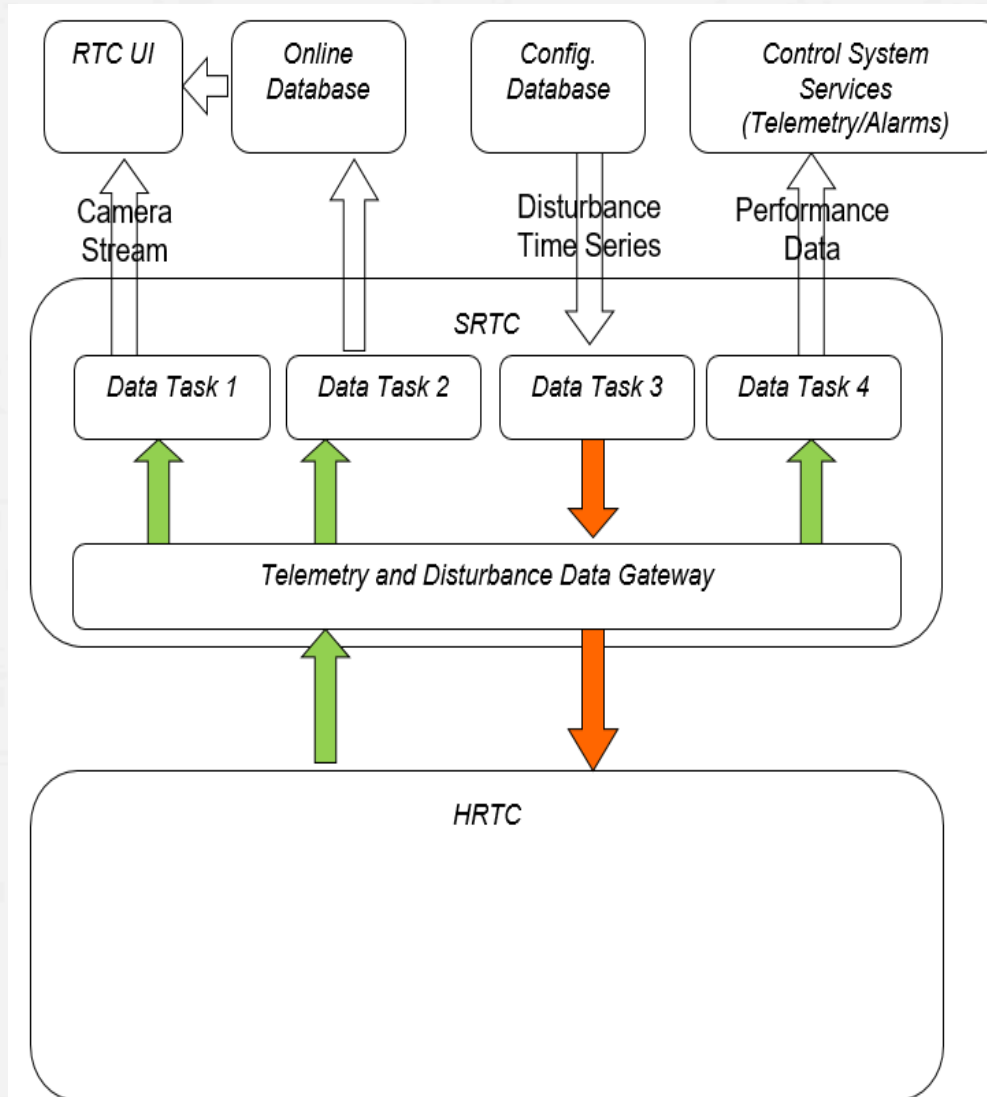 RTC UI
Online
Database
Config.
Database
Control System
Services
(Telemetry/Alarms)
Camera
Stream
Disturbance
Time Series
Performance
Data
SRTC
Data Task 1
Data Task 2
Data Task 3
Data Task 4
Telemetry and Disturbance Data Gateway
HRTC